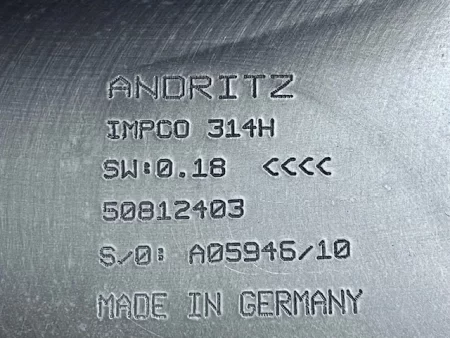 ANDRITZ
IMPCO 314H
SW:0.18 <<<<
50812403
S/O: A05946/10
MADE IN GERMANY